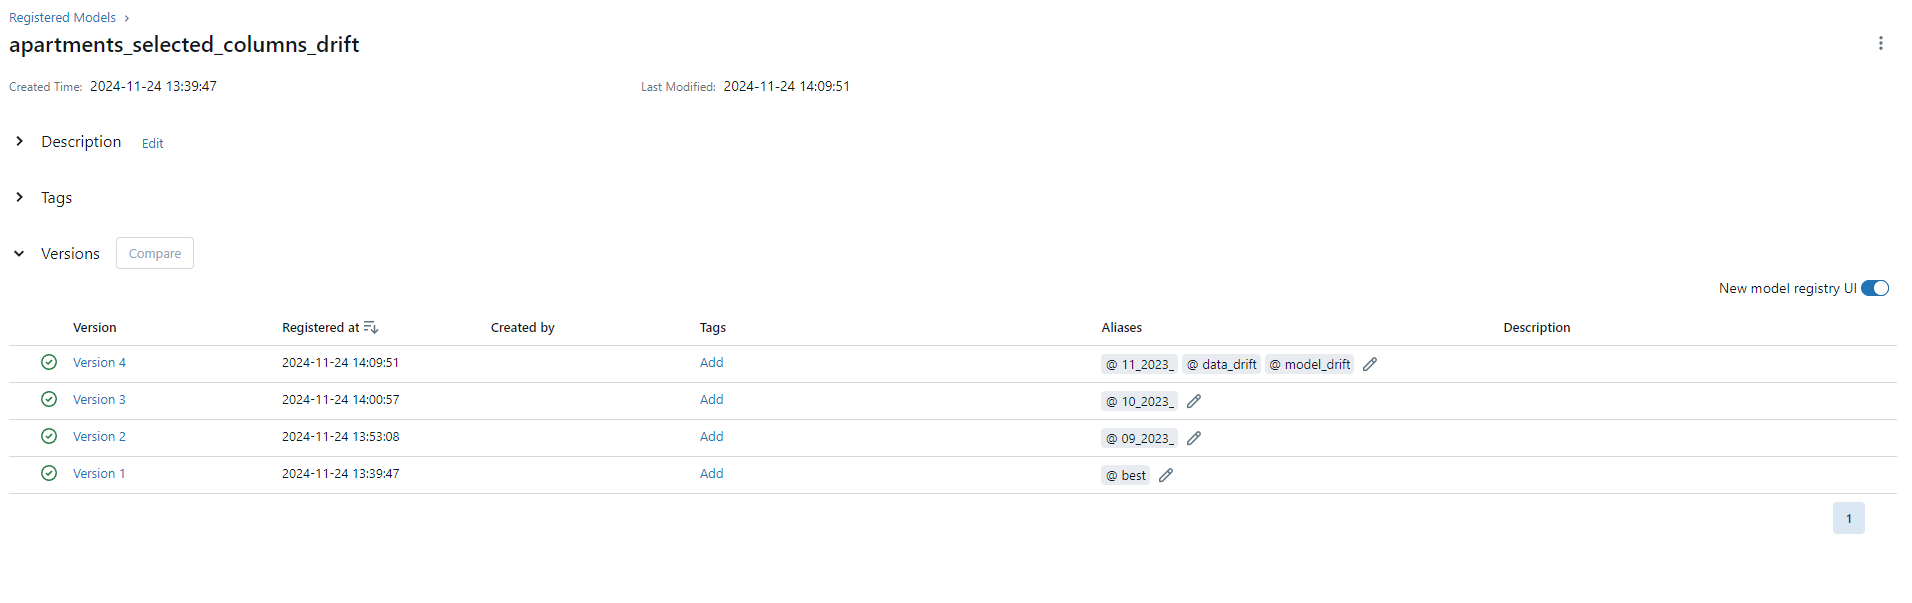 Registered Models ›
apartments_selected_columns_drift
Created Time: 2024-11-24 13:39:47 Last Modified: 2024-11-24 14:09:51
Description Edit
Tags
Versions Compare
New model registry UI
Version Registered at Created by Tags Aliases Description
Version 4 2024-11-24 14:09:51 Add @ 11_2023_ @ data_drift @ model_drift
Version 3 2024-11-24 14:00:57 Add @ 10_2023_
Version 2 2024-11-24 13:53:08 Add @ 09_2023_
Version 1 2024-11-24 13:39:47 Add @ best
1